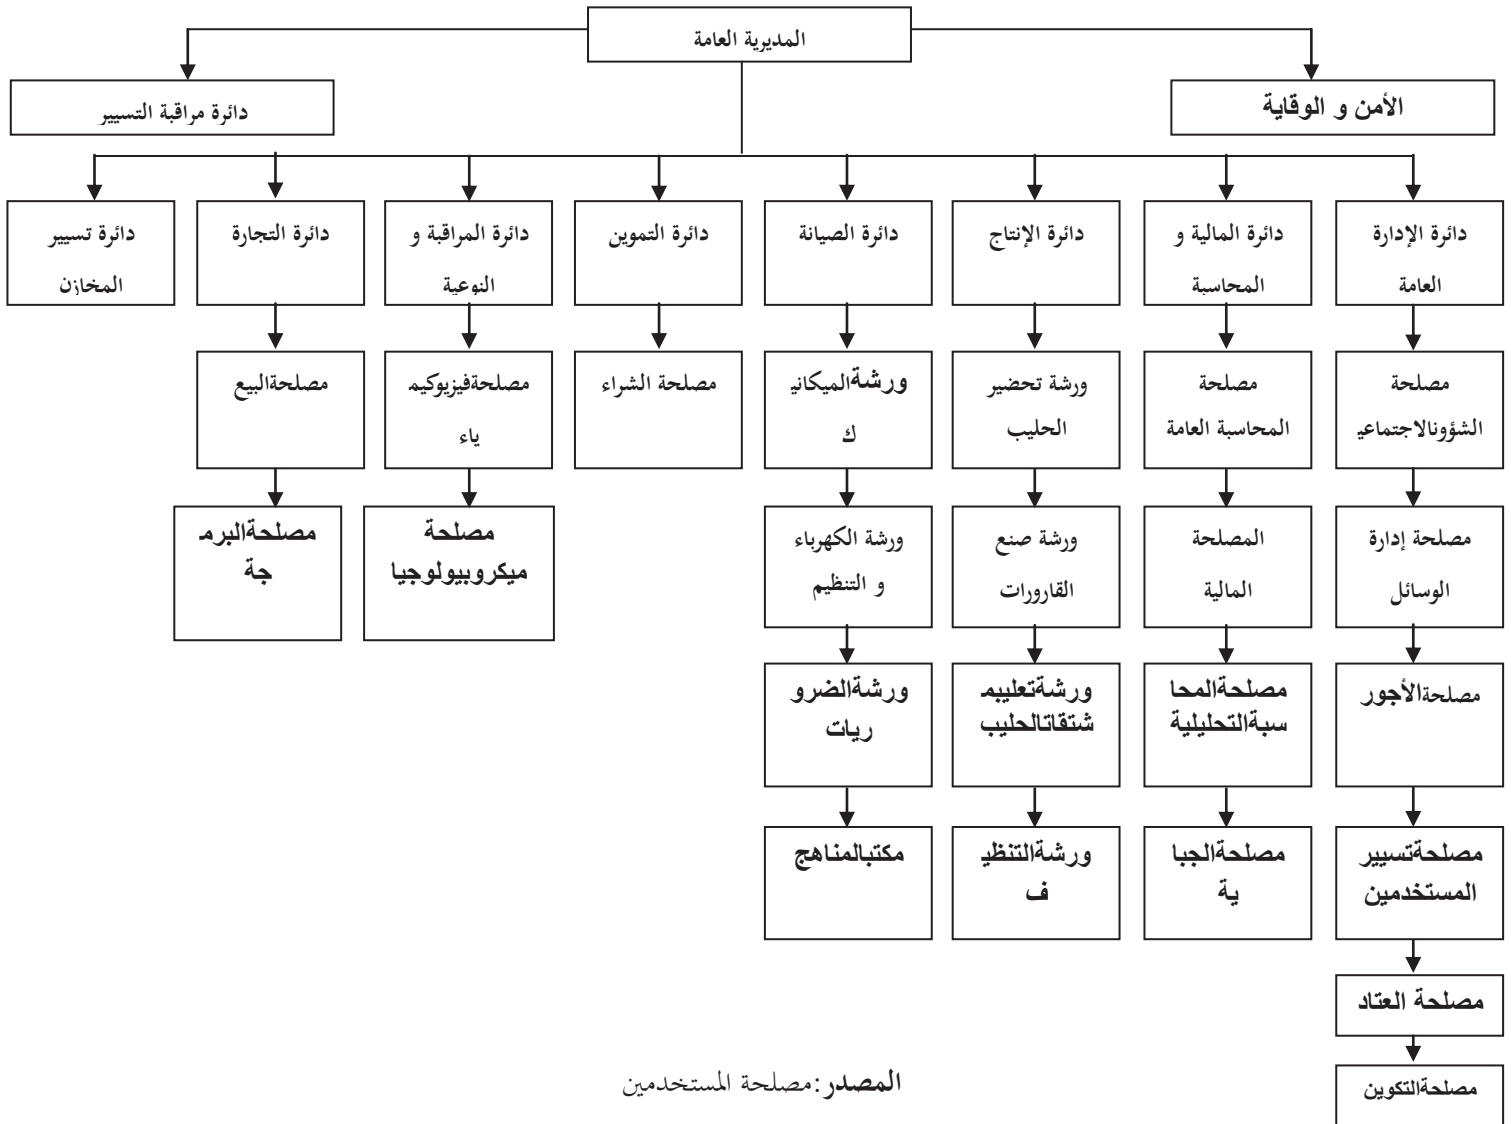 المديرية العامة
الأمن و الوقاية
دائرة مراقبة التسيير
دائرة الإدارة
العامة
دائرة المالية و
المحاسبة
دائرة الإنتاج
دائرة الصيانة
دائرة التموين
دائرة المراقبة و
النوعية
دائرة التجارة
دائرة تسيير
المخازن
مصلحة
الشؤونالاجتماعي
مصلحة
المحاسبة العامة
ورشة تحضير
الحليب
ورشةالميكاني
ك
مصلحة الشراء
مصلحةفيزيوكيم
ياء
مصلحةالبيع
مصلحة إدارة
الوسائل
المصلحة
المالية
ورشة صنع
القارورات
ورشة الكهرباء
و التنظيم
مصلحة
ميكروبيولوجيا
مصلحةالبرم
جة
مصلحةالأجور
مصلحةالمحا
سبةالتحليلية
ورشةتعليبم
شتقاتالحليب
ورشةالضرو
ريات
مصلحةتسيير
المستخدمين
مصلحةالجبا
ية
ورشةالتنظي
ف
مكتبالمناهج
مصلحة العتاد
مصلحةالتكوين
المصدر:مصلحة المستخدمين